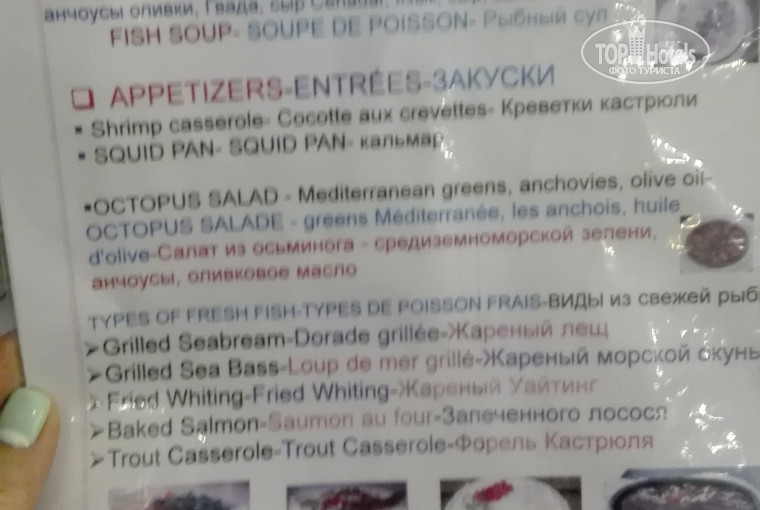 анчоусы оливки, Гвада, сыр
FISH SOUP- SOUPE DE POISSON- Рыбный суп
TOP Hotels
ФОТО ТУРИСТА
APPETIZERS-ENTRÉES-ЗАКУСКИ
Shrimp casserole- Cocotte aux crevettes- Креветки кастрюли
SQUID PAN- SQUID PAN- кальмар
OCTOPUS SALAD - Mediterranean greens, anchovies, olive oil-
OCTOPUS SALADE - greens Méditerranée, les anchois, huile
d'olive-Салат из осьминога - средиземноморской зелени,
анчоусы, оливковое масло
TYPES OF FRESH FISH-TYPES DE POISSON FRAIS-ВИДЫ из свежей рыб
Grilled Seabream-Dorade grillée-Жареный лещ
Grilled Sea Bass-Loup de mer grillé-Жареный морской окунь
Fried Whiting-Fried Whiting-Жареный Уайтинг
Baked Salmon-Saumon au four-Запеченного лосося
Trout Casserole-Trout Casserole-Форель Кастрюля